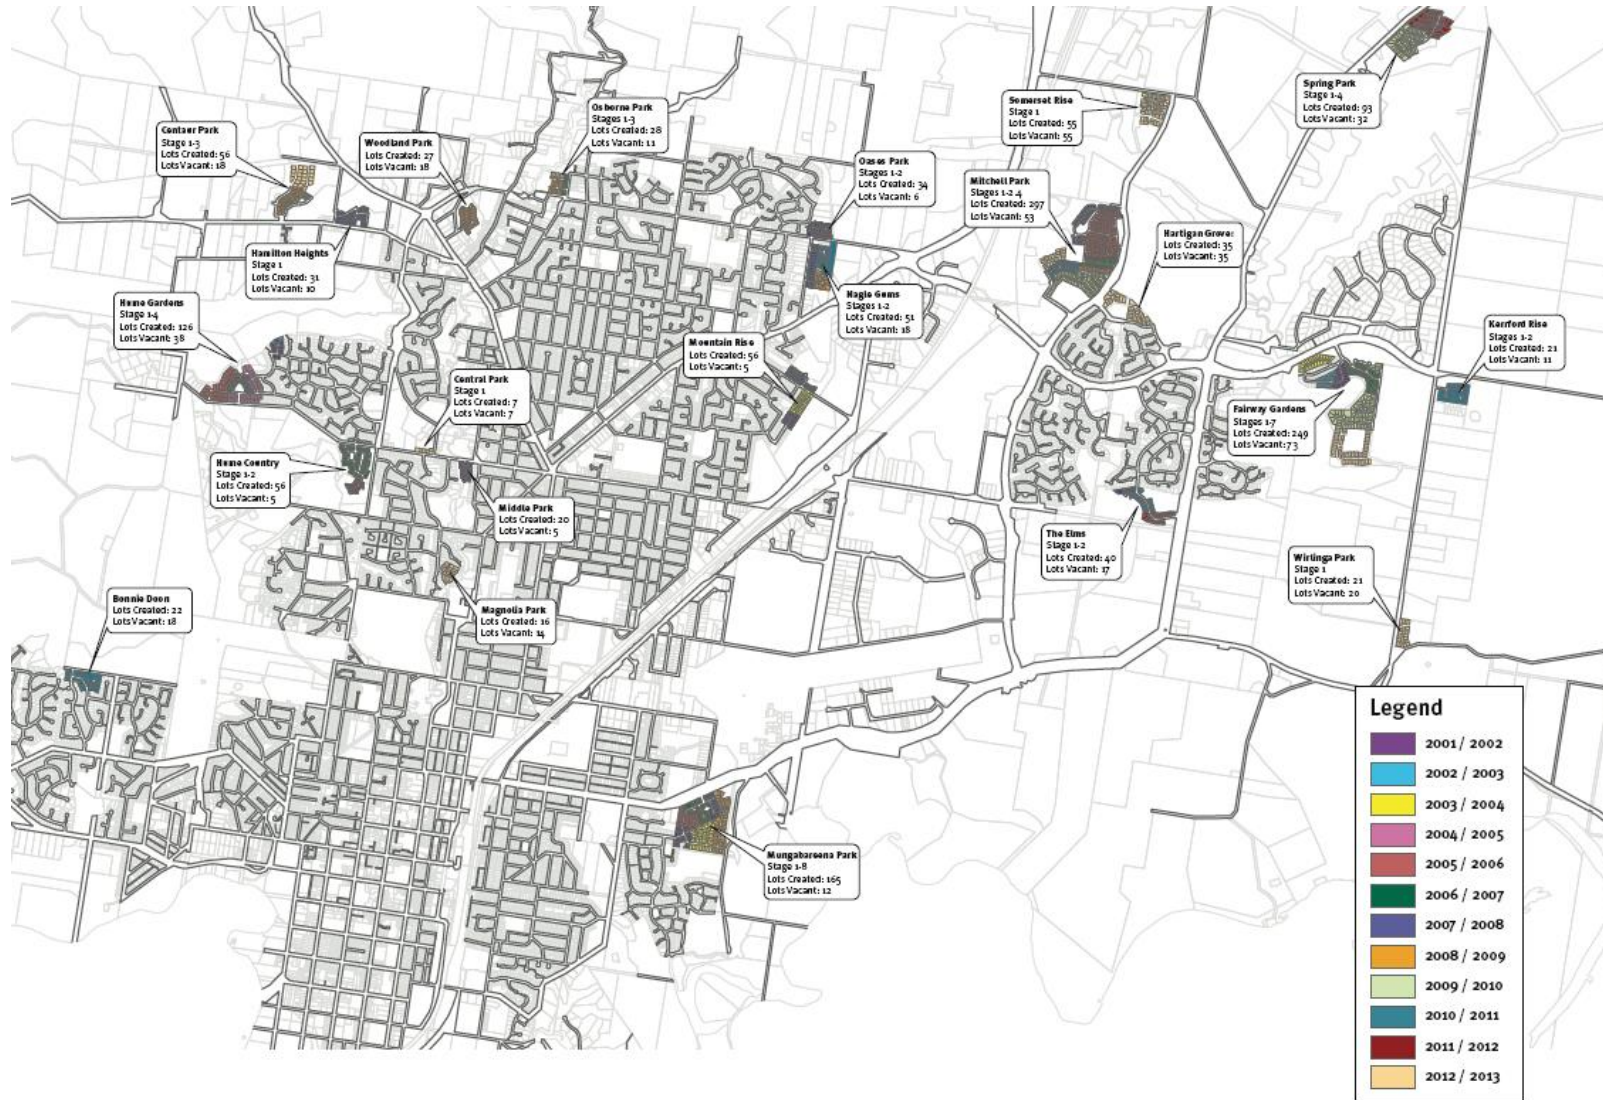 Centaer Park
Stage 1-3
Lots Created: 56
Lots Vacant: 18
Woodland Park
Lots Created: 27
Lots Vacant: 18
Osborne Park
Stages 1-3
Lots Created: 28
Lots Vacant: 11
Oases Park
Stages 1-2
Lots Created: 34
Lots Vacant: 6
Somerset Rise
Stage 1
Lots Created: 55
Lots Vacant: 55
Spring Park
Stage 1-4
Lots Created: 93
Lots Vacant: 32
Mitchell Park
Stages 1-2 4
Lots Created: 297
Lots Vacant: 53
Hartigan Grove:
Lots Created: 35
Lots Vacant: 35
Hamilton Heights
Stage 1
Lots Created: 31
Lots Vacant: 10
Hume Gardens
Stage 1-4
Lots Created: 126
Lots Vacant: 38
Nagle Gums
Stages 1-2
Lots Created: 51
Lots Vacant: 18
Mountain Rise
Lots Created: 56
Lots Vacant: 5
Kerrford Rise
Stages 1-2
Lots Created: 21
Lots Vacant: 11
Central Park
Stage 1
Lots Created: 7
Lots Vacant: 7
Fairway Gardens
Stages 1-7
Lots Created: 249
Lots Vacant: 73
Hume Country
Stage 1-2
Lots Created: 56
Lots Vacant: 5
Middle Park
Lots Created: 20
Lots Vacant: 5
The Elms
Stage 1-2
Lots Created: 40
Lots Vacant: 17
Wirlinga Park
Stage 1
Lots Created: 21
Lots Vacant: 20
Bonnie Doon
Lots Created: 22
Lots Vacant: 18
Magnolia Park
Lots Created: 16
Lots Vacant: 14
Mungabareena Park
Stage 1-8
Lots Created: 165
Lots Vacant: 12
Legend
2001 / 2002
2002 / 2003
2003 / 2004
2004 / 2005
2005 / 2006
2006 / 2007
2007 / 2008
2008 / 2009
2009 / 2010
2010 / 2011
2011 / 2012
2012 / 2013